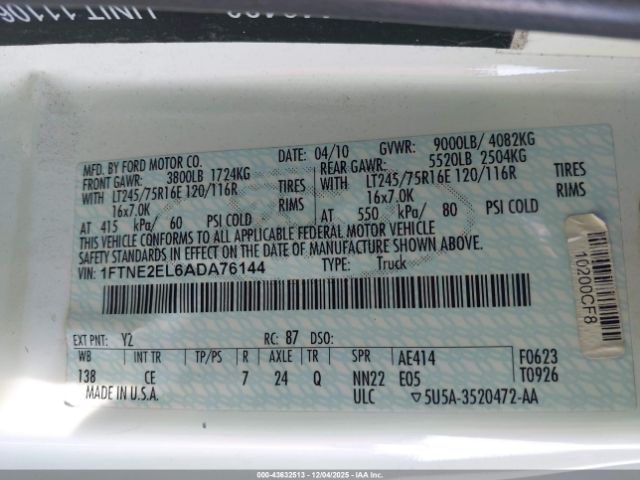 UNIT 11106
MFD. BY FORD MOTOR CO.
DATE: 04/10 GVWR: 9000LB/ 4082KG
FRONT GAWR: 3800LB 1724KG REAR GAWR: 5520LB 2504KG
WITH LT245/75R16E 120/116R TIRES WITH LT245/75R16E 120/116R TIRES
16x7.0K RIMS 16x7.0K RIMS
AT 415 kPa/ 60 PSI COLD AT 550 kPa/ 80 PSI COLD
THIS VEHICLE CONFORMS TO ALL APPLICABLE FEDERAL MOTOR VEHICLE
SAFETY STANDARDS IN EFFECT ON THE DATE OF MANUFACTURE SHOWN ABOVE.
VIN: 1FTNE2EL6ADA76144 TYPE: Truck
10200CF8
EXT PNT: Y2 RC: 87 DSO:
WB INT TR TP/PS R AXLE TR SPR AE414 F0623
138 CE 7 24 Q NN22 E05 T0926
MADE IN U.S.A. ULC ▽5U5A-3520472-AA
000-43632513 - 12/04/2025 - IAA